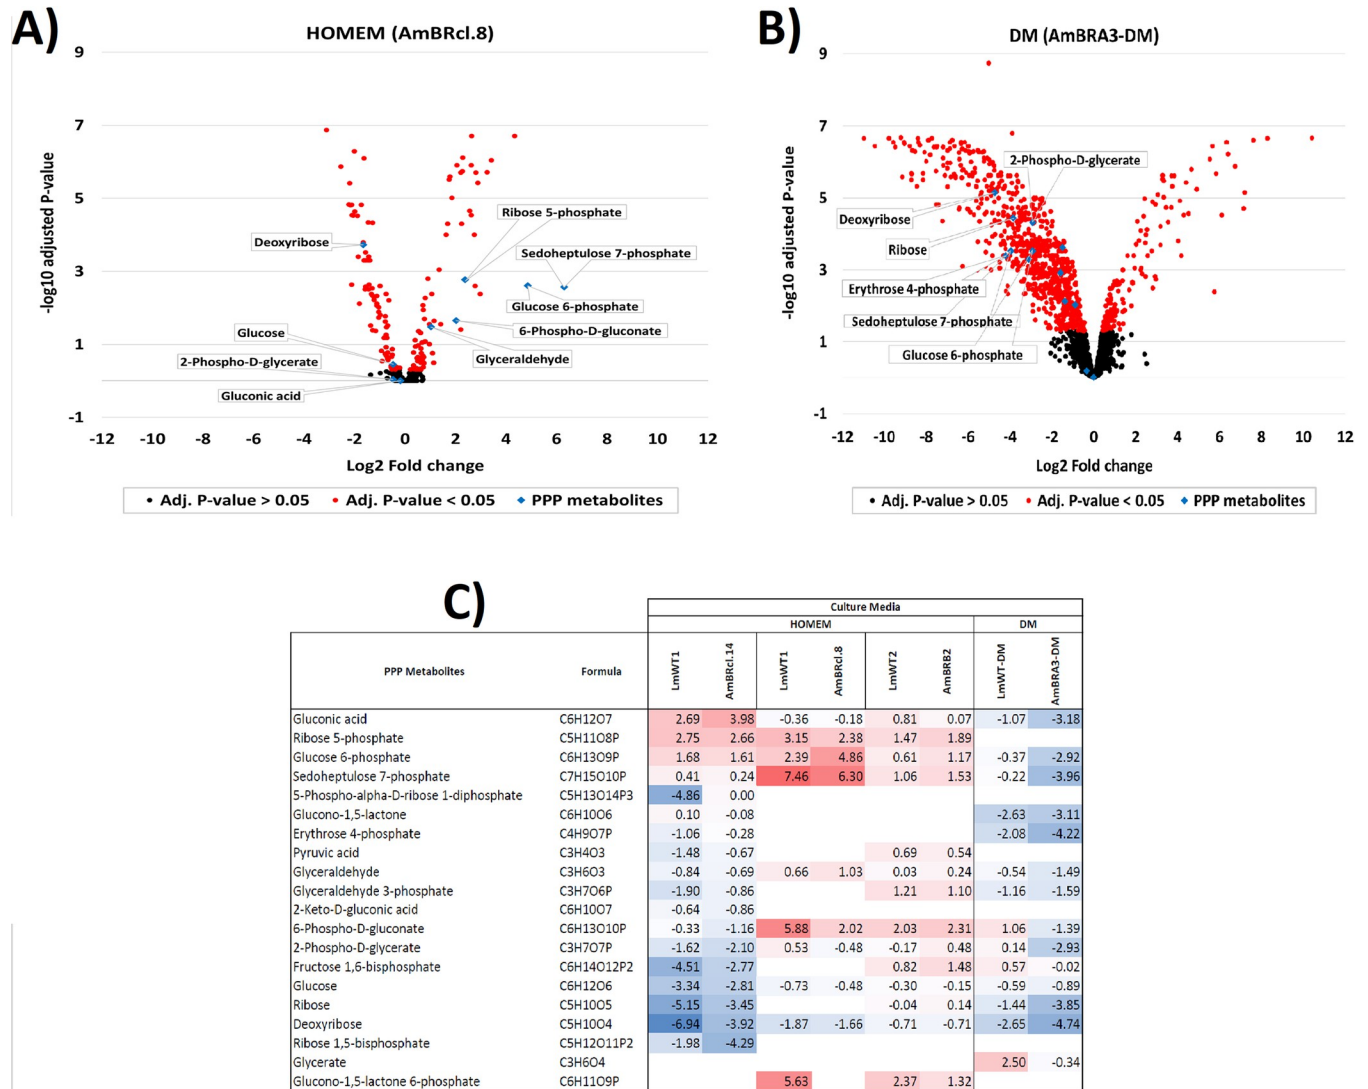 A)
HOMEM (AmBRcl.8)
9
7
5
3
1
-1
-log10 adjusted P-value
Ribose 5-phosphate
Deoxyribose
Sedoheptulose 7-phosphate
Glucose 6-phosphate
Glucose
6-Phospho-D-gluconate
2-Phospho-D-glycerate
Glyceraldehyde
Gluconic acid
-12 -10 -8 -6 -4 -2 0 2 4 6 8 10 12
Log2 Fold change
Adj. P-value > 0.05 Adj. P-value < 0.05 PPP metabolites
B)
DM (AmBRA3-DM)
9
7
5
3
1
-1
-log10 adjusted P-value
2-Phospho-D-glycerate
Deoxyribose
Ribose
Erythrose 4-phosphate
Sedoheptulose 7-phosphate
Glucose 6-phosphate
-12 -10 -8 -6 -4 -2 0 2 4 6 8 10 12
Log2 Fold change
Adj. P-value > 0.05 Adj. P-value < 0.05 PPP metabolites
C)
Culture Media
HOMEM DM
PPP Metabolites Formula LmWT1 AmBRcl.14 LmWT1 AmBRcl.8 LmWT2 AmBRB2 LmWT-DM AmBRA3-DM
Gluconic acid C6H12O7 2.69 3.98 -0.36 -0.18 0.81 0.07 -1.07 -3.18
Ribose 5-phosphate C5H11O8P 2.75 2.66 3.15 2.38 1.47 1.89
Glucose 6-phosphate C6H13O9P 1.68 1.61 2.39 4.86 0.61 1.17 -0.37 -2.92
Sedoheptulose 7-phosphate C7H15O10P 0.41 0.24 7.46 6.30 1.06 1.53 -0.22 -3.96
5-Phospho-alpha-D-ribose 1-diphosphate C5H13O14P3 -4.86 0.00
Glucono-1,5-lactone C6H10O6 0.10 -0.08 -2.63 -3.11
Erythrose 4-phosphate C4H9O7P -1.06 -0.28 -2.08 -4.22
Pyruvic acid C3H4O3 -1.48 -0.67 0.69 0.54
Glyceraldehyde C3H6O3 -0.84 -0.69 0.66 1.03 0.03 0.24 -0.54 -1.49
Glyceraldehyde 3-phosphate C3H7O6P -1.90 -0.86 1.21 1.10 -1.16 -1.59
2-Keto-D-gluconic acid C6H10O7 -0.64 -0.86
6-Phospho-D-gluconate C6H13O10P -0.33 -1.16 5.88 2.02 2.03 2.31 1.06 -1.39
2-Phospho-D-glycerate C3H7O7P -1.62 -2.10 0.53 -0.48 -0.17 0.48 0.14 -2.93
Fructose 1,6-bisphosphate C6H14O12P2 -4.51 -2.77 0.82 1.48 0.57 -0.02
Glucose C6H12O6 -3.34 -2.81 -0.73 -0.48 -0.30 -0.15 -0.59 -0.89
Ribose C5H10O5 -5.15 -3.45 -0.04 0.14 -1.44 -3.85
Deoxyribose C5H10O4 -6.94 -3.92 -1.87 -1.66 -0.71 -0.71 -2.65 -4.74
Ribose 1,5-bisphosphate C5H12O11P2 -1.98 -4.29
Glycerate C3H6O4 2.50 -0.34
Glucono-1,5-lactone 6-phosphate C6H11O9P 5.63 2.37 1.32